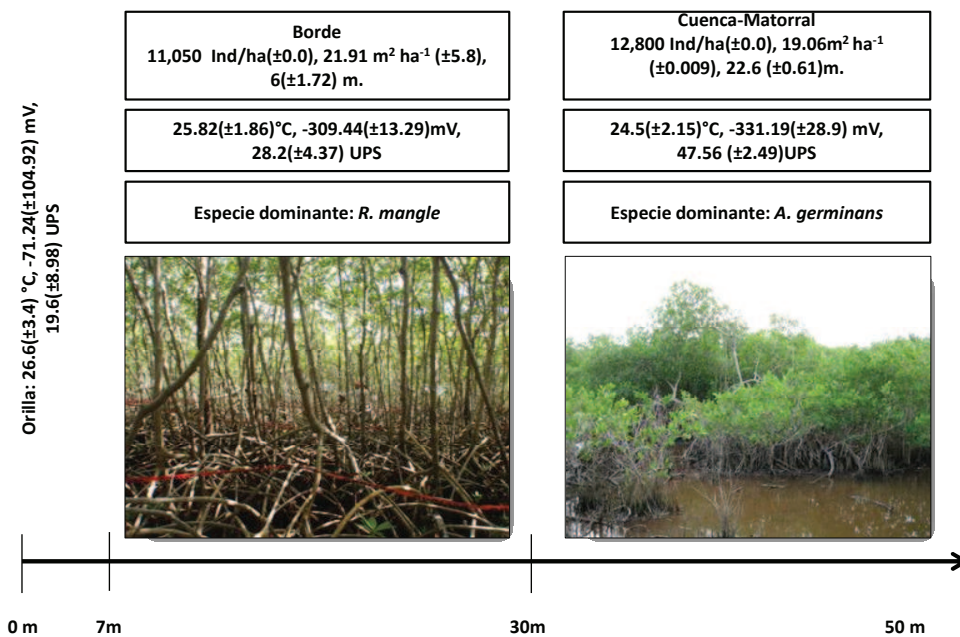 Orilla: 26.6(±3.4) °C, -71.24(±104.92) mV,
19.6(±8.98) UPS
Borde
11,050 Ind/ha(±0.0), 21.91 m² ha⁻¹ (±5.8),
6(±1.72) m.
25.82(±1.86)°C, -309.44(±13.29)mV,
28.2(±4.37) UPS
Especie dominante: R. mangle
Cuenca-Matorral
12,800 Ind/ha(±0.0), 19.06m² ha⁻¹
(±0.009), 22.6 (±0.61)m.
24.5(±2.15)°C, -331.19(±28.9) mV,
47.56 (±2.49)UPS
Especie dominante: A. germinans
0 m 7m 30m 50 m